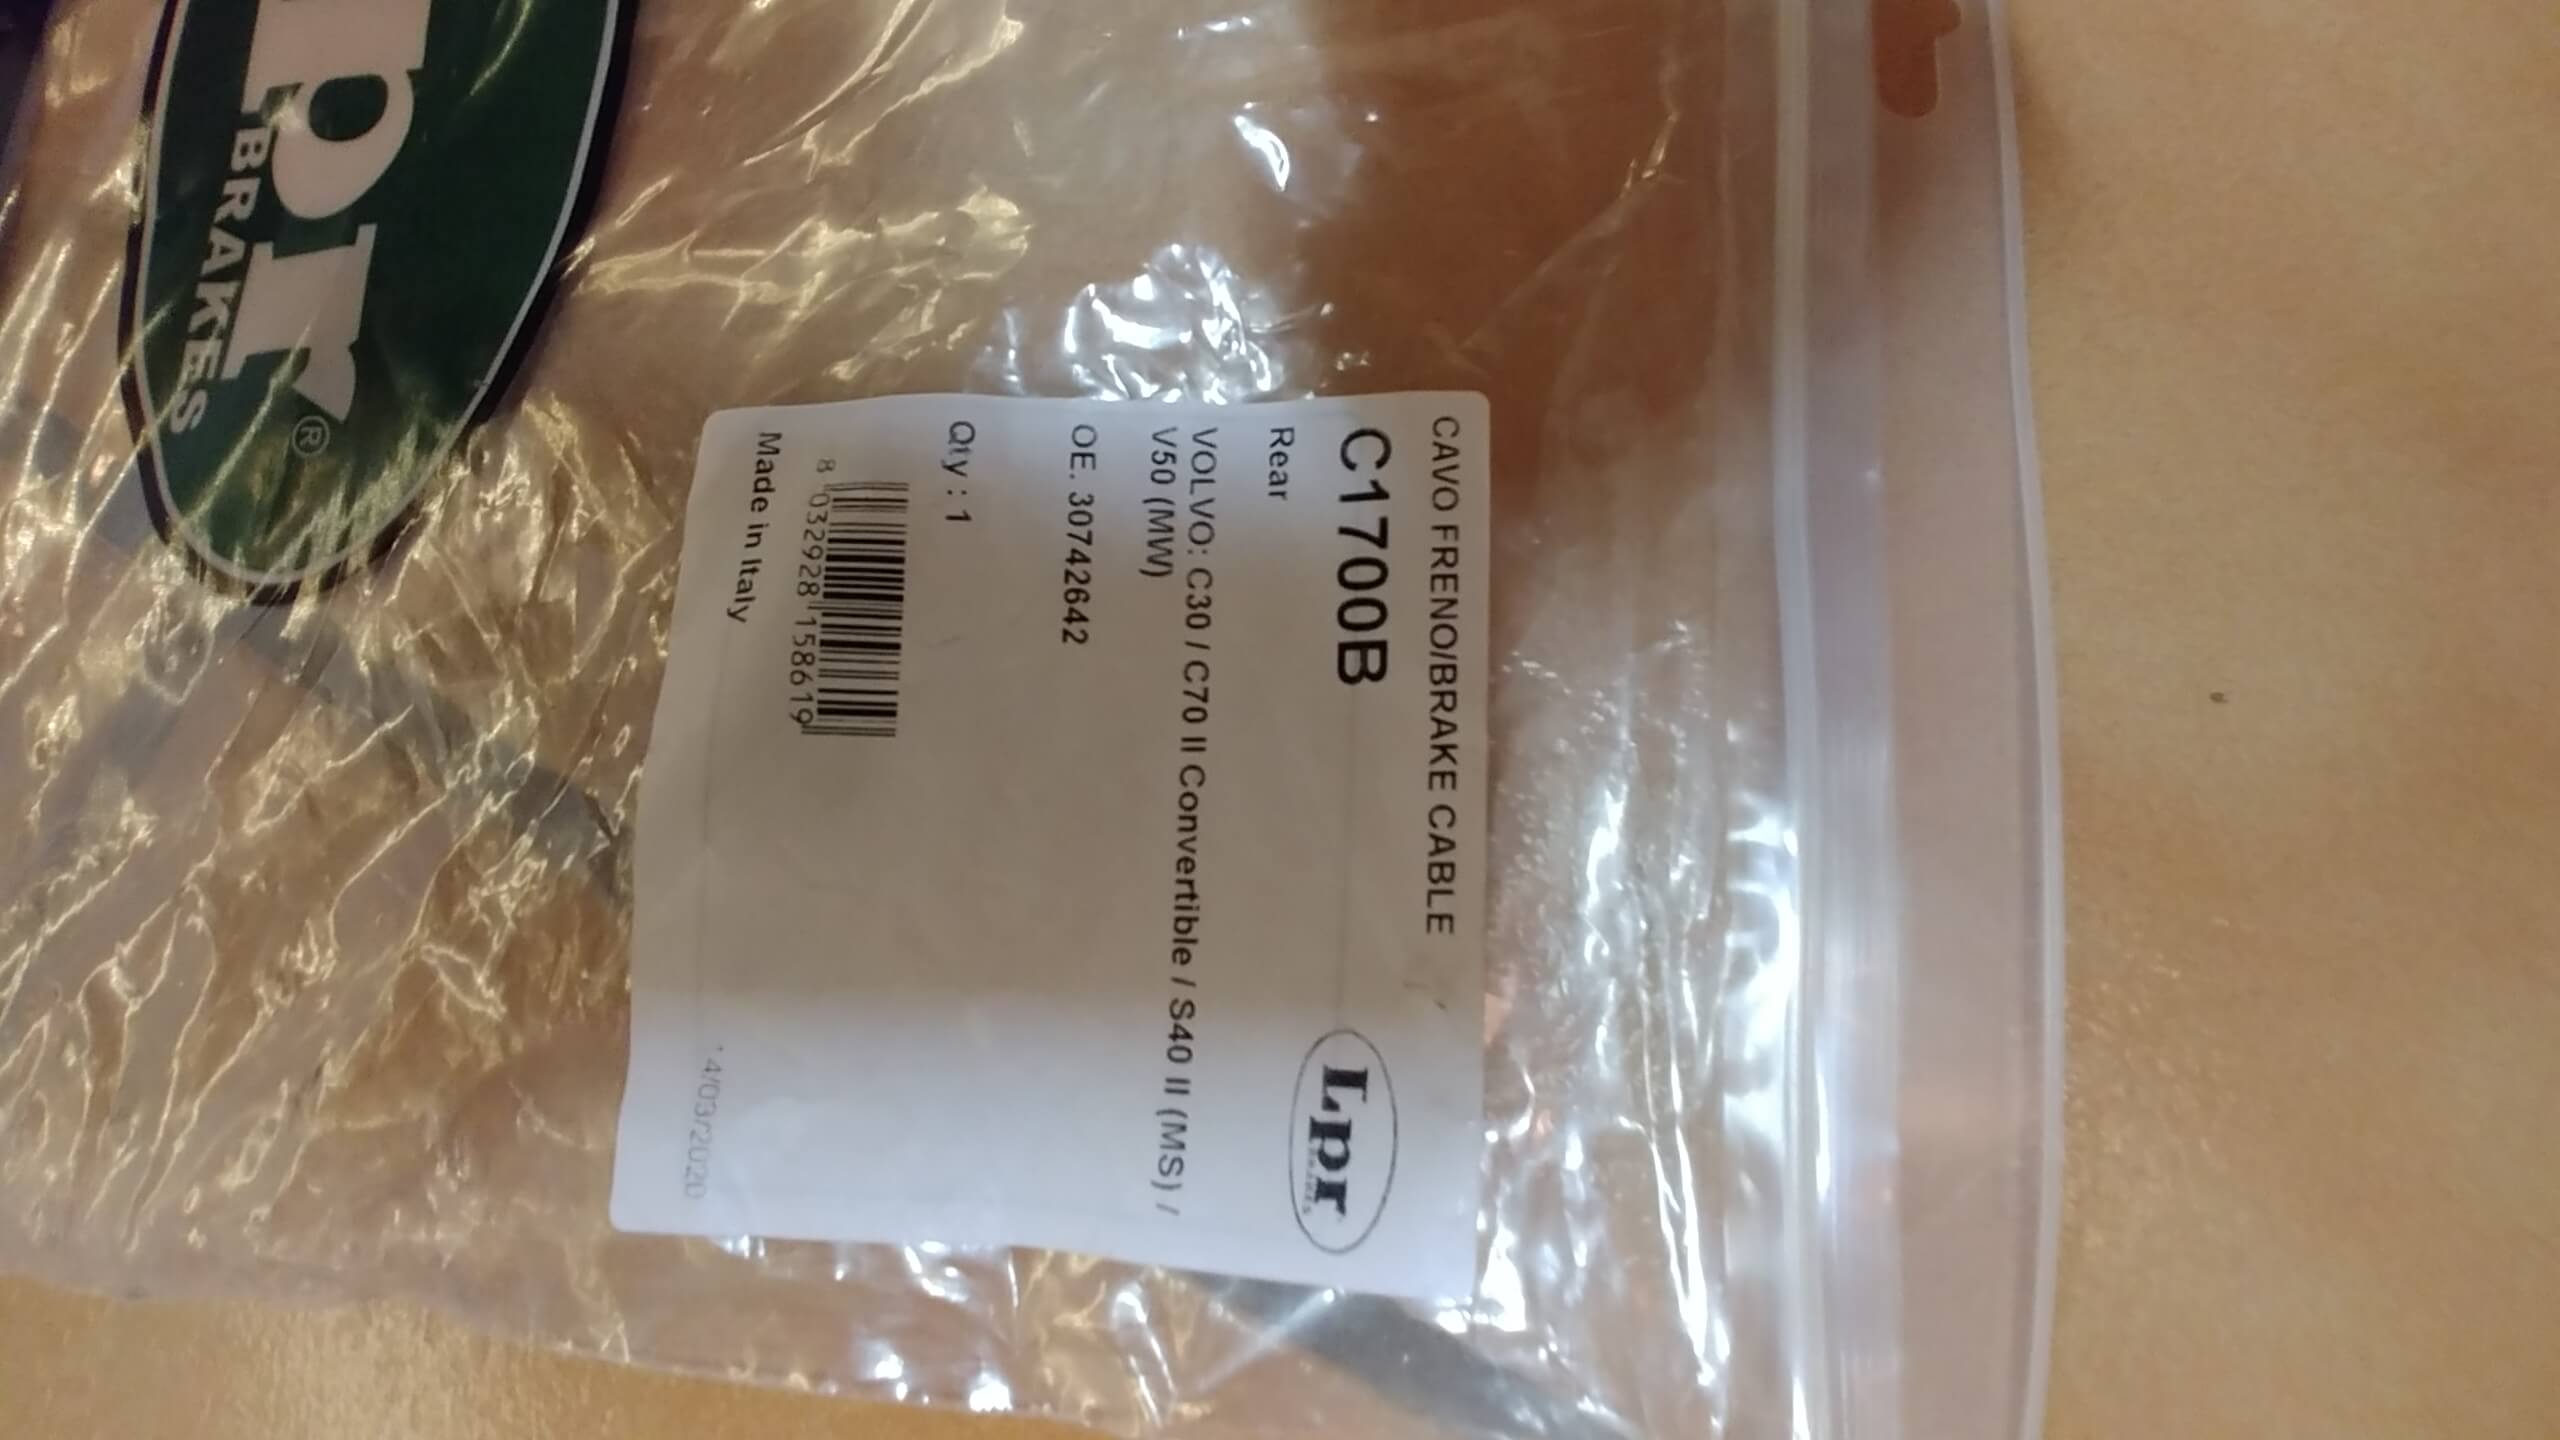 pr®
BRAKES
CAVO FRENO/BRAKE CABLE
C1700B
Lpr
Rear
VOLVO: C30 / C70 II Convertible / S40 II (MS) /
V50 (MW)
OE. 30742642
Qty : 1
8 032928 158619
Made in Italy
14/03/2020